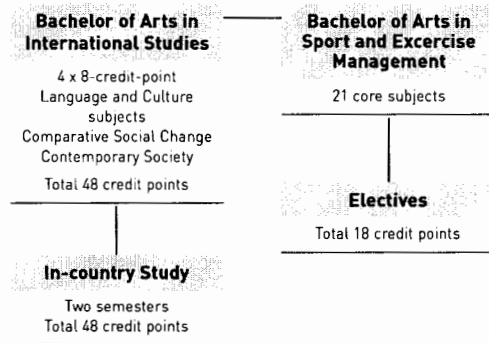 Bachelor of Arts in
International Studies
4 x 8-credit-point
Language and Culture
subjects
Comparative Social Change
Contemporary Society
Total 48 credit points
In-country Study
Two semesters
Total 48 credit points
Bachelor of Arts in
Sport and Excercise
Management
21 core subjects
Electives
Total 18 credit points